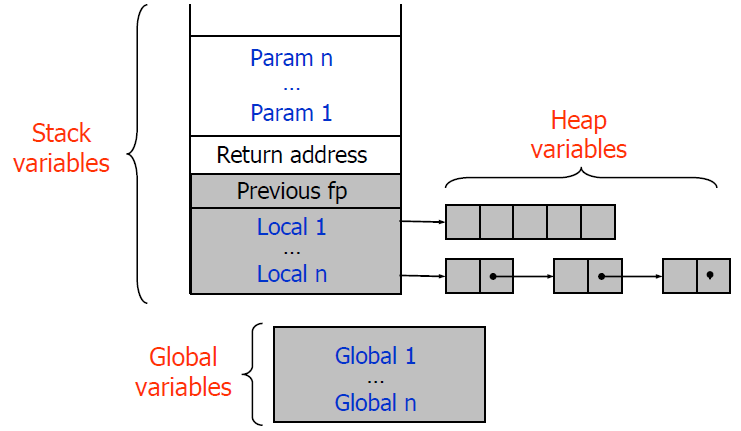 Param n
...
Param 1
Stack
variables
Return address
Previous fp
Local 1
...
Local n
Heap
variables
Global
variables
Global 1
...
Global n